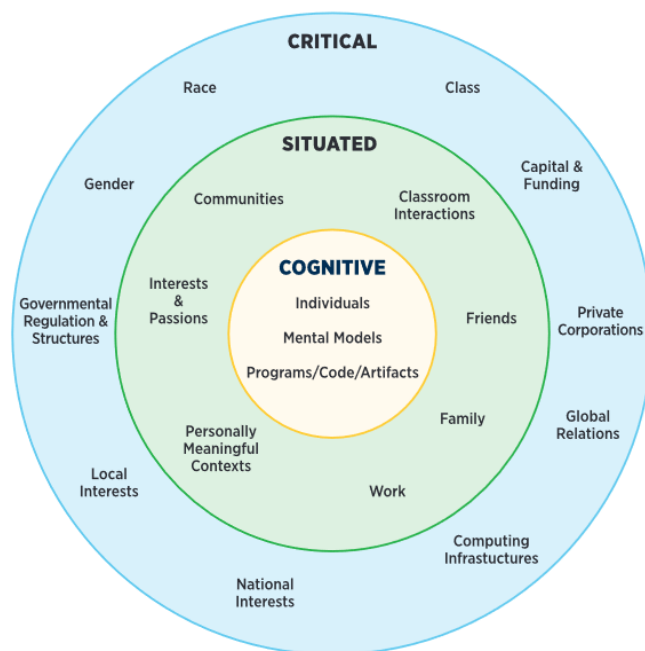 CRITICAL
Race
Class
Gender
Capital &
Funding
Governmental
Regulation &
Structures
Private
Corporations
Global
Relations
Local
Interests
Computing
Infrastuctures
National
Interests
SITUATED
Communities
Classroom
Interactions
Interests
&
Passions
Friends
Family
Personally
Meaningful
Contexts
Work
COGNITIVE
Individuals
Mental Models
Programs/Code/Artifacts